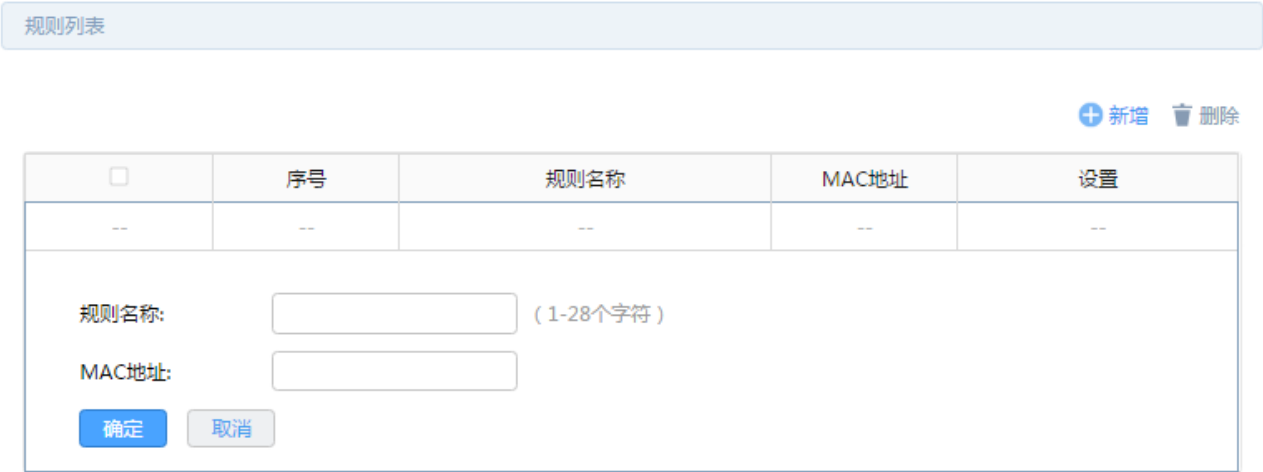 规则列表
新增 删除
序号 规则名称 MAC地址 设置
-- -- -- -- --
规则名称: （1-28个字符）
MAC地址:
确定 取消